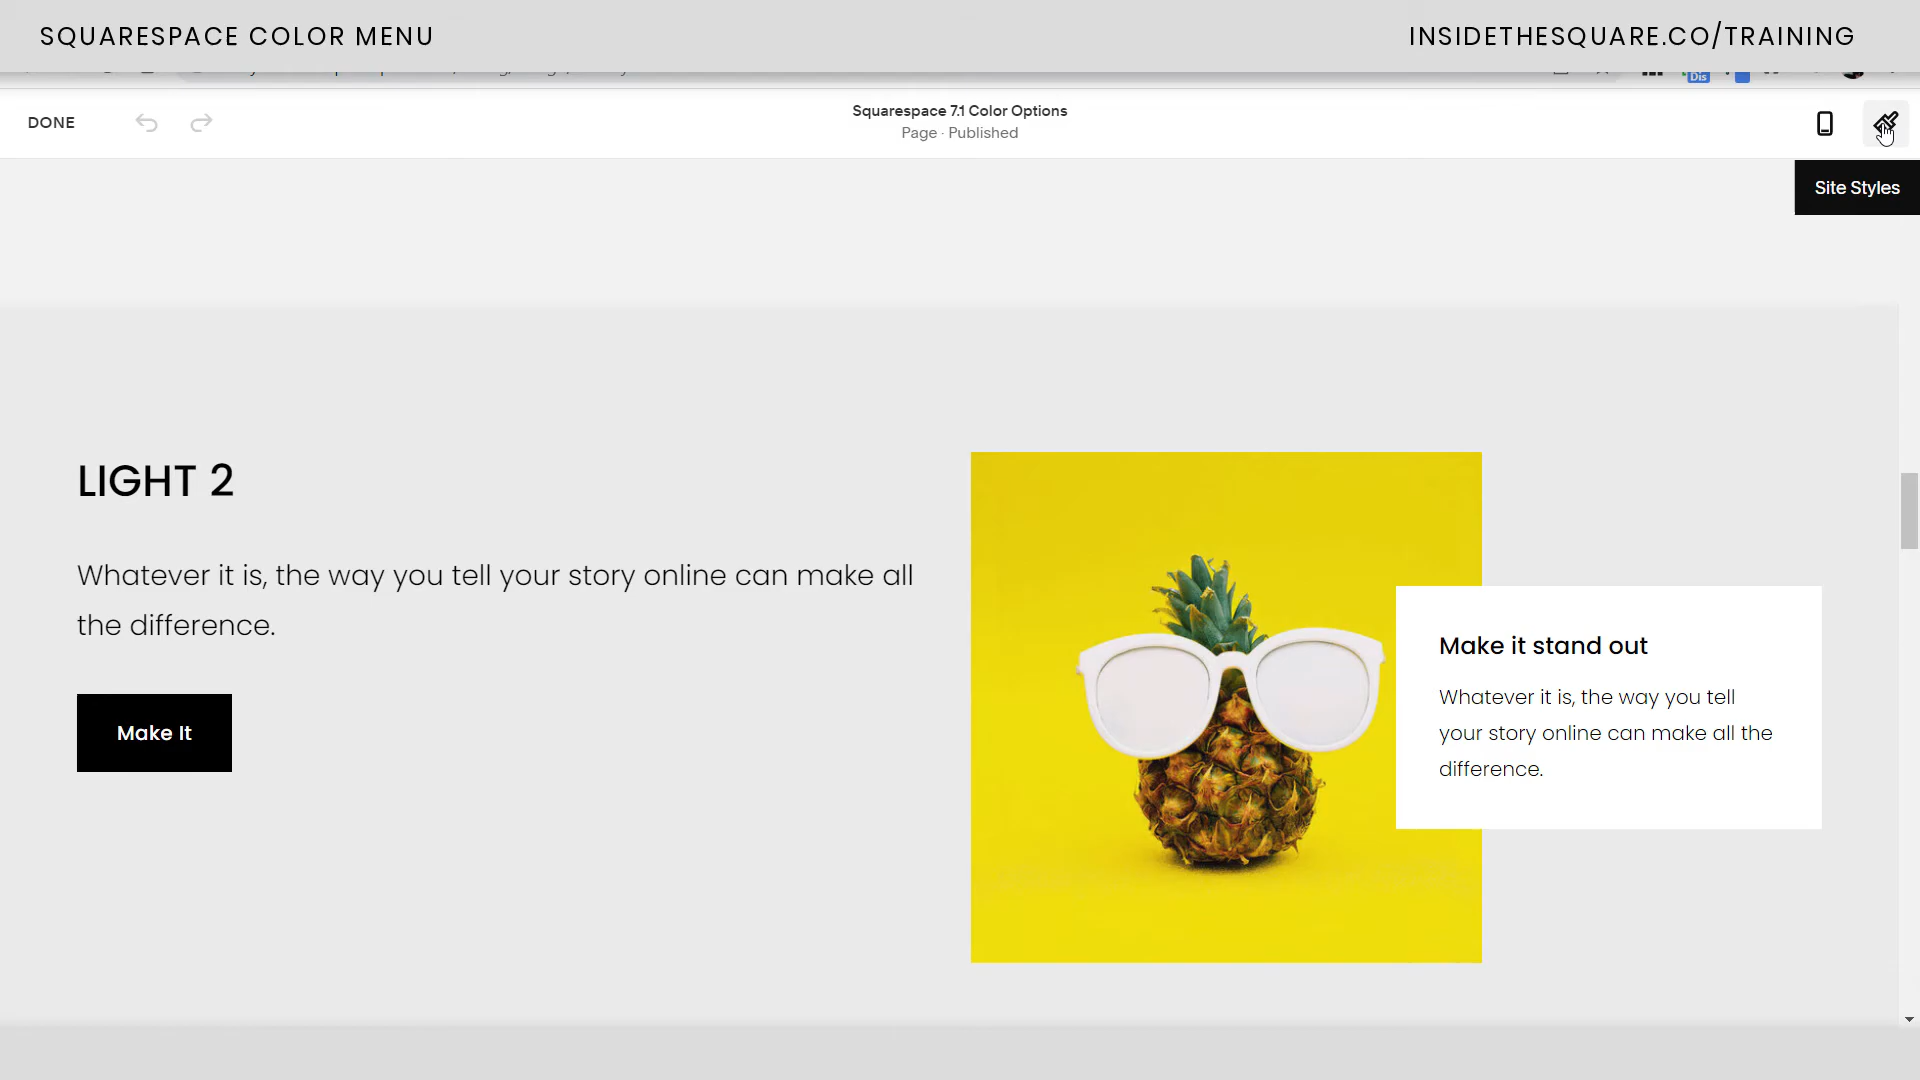 SQUARESPACE COLOR MENU
INSIDETHESQUARE.CO/TRAINING
Dis
DONE
Squarespace 7.1 Color Options
Page · Published
Site Styles
LIGHT 2
Whatever it is, the way you tell your story online can make all
the difference.
Make It
Make it stand out
Whatever it is, the way you tell
your story online can make all the
difference.